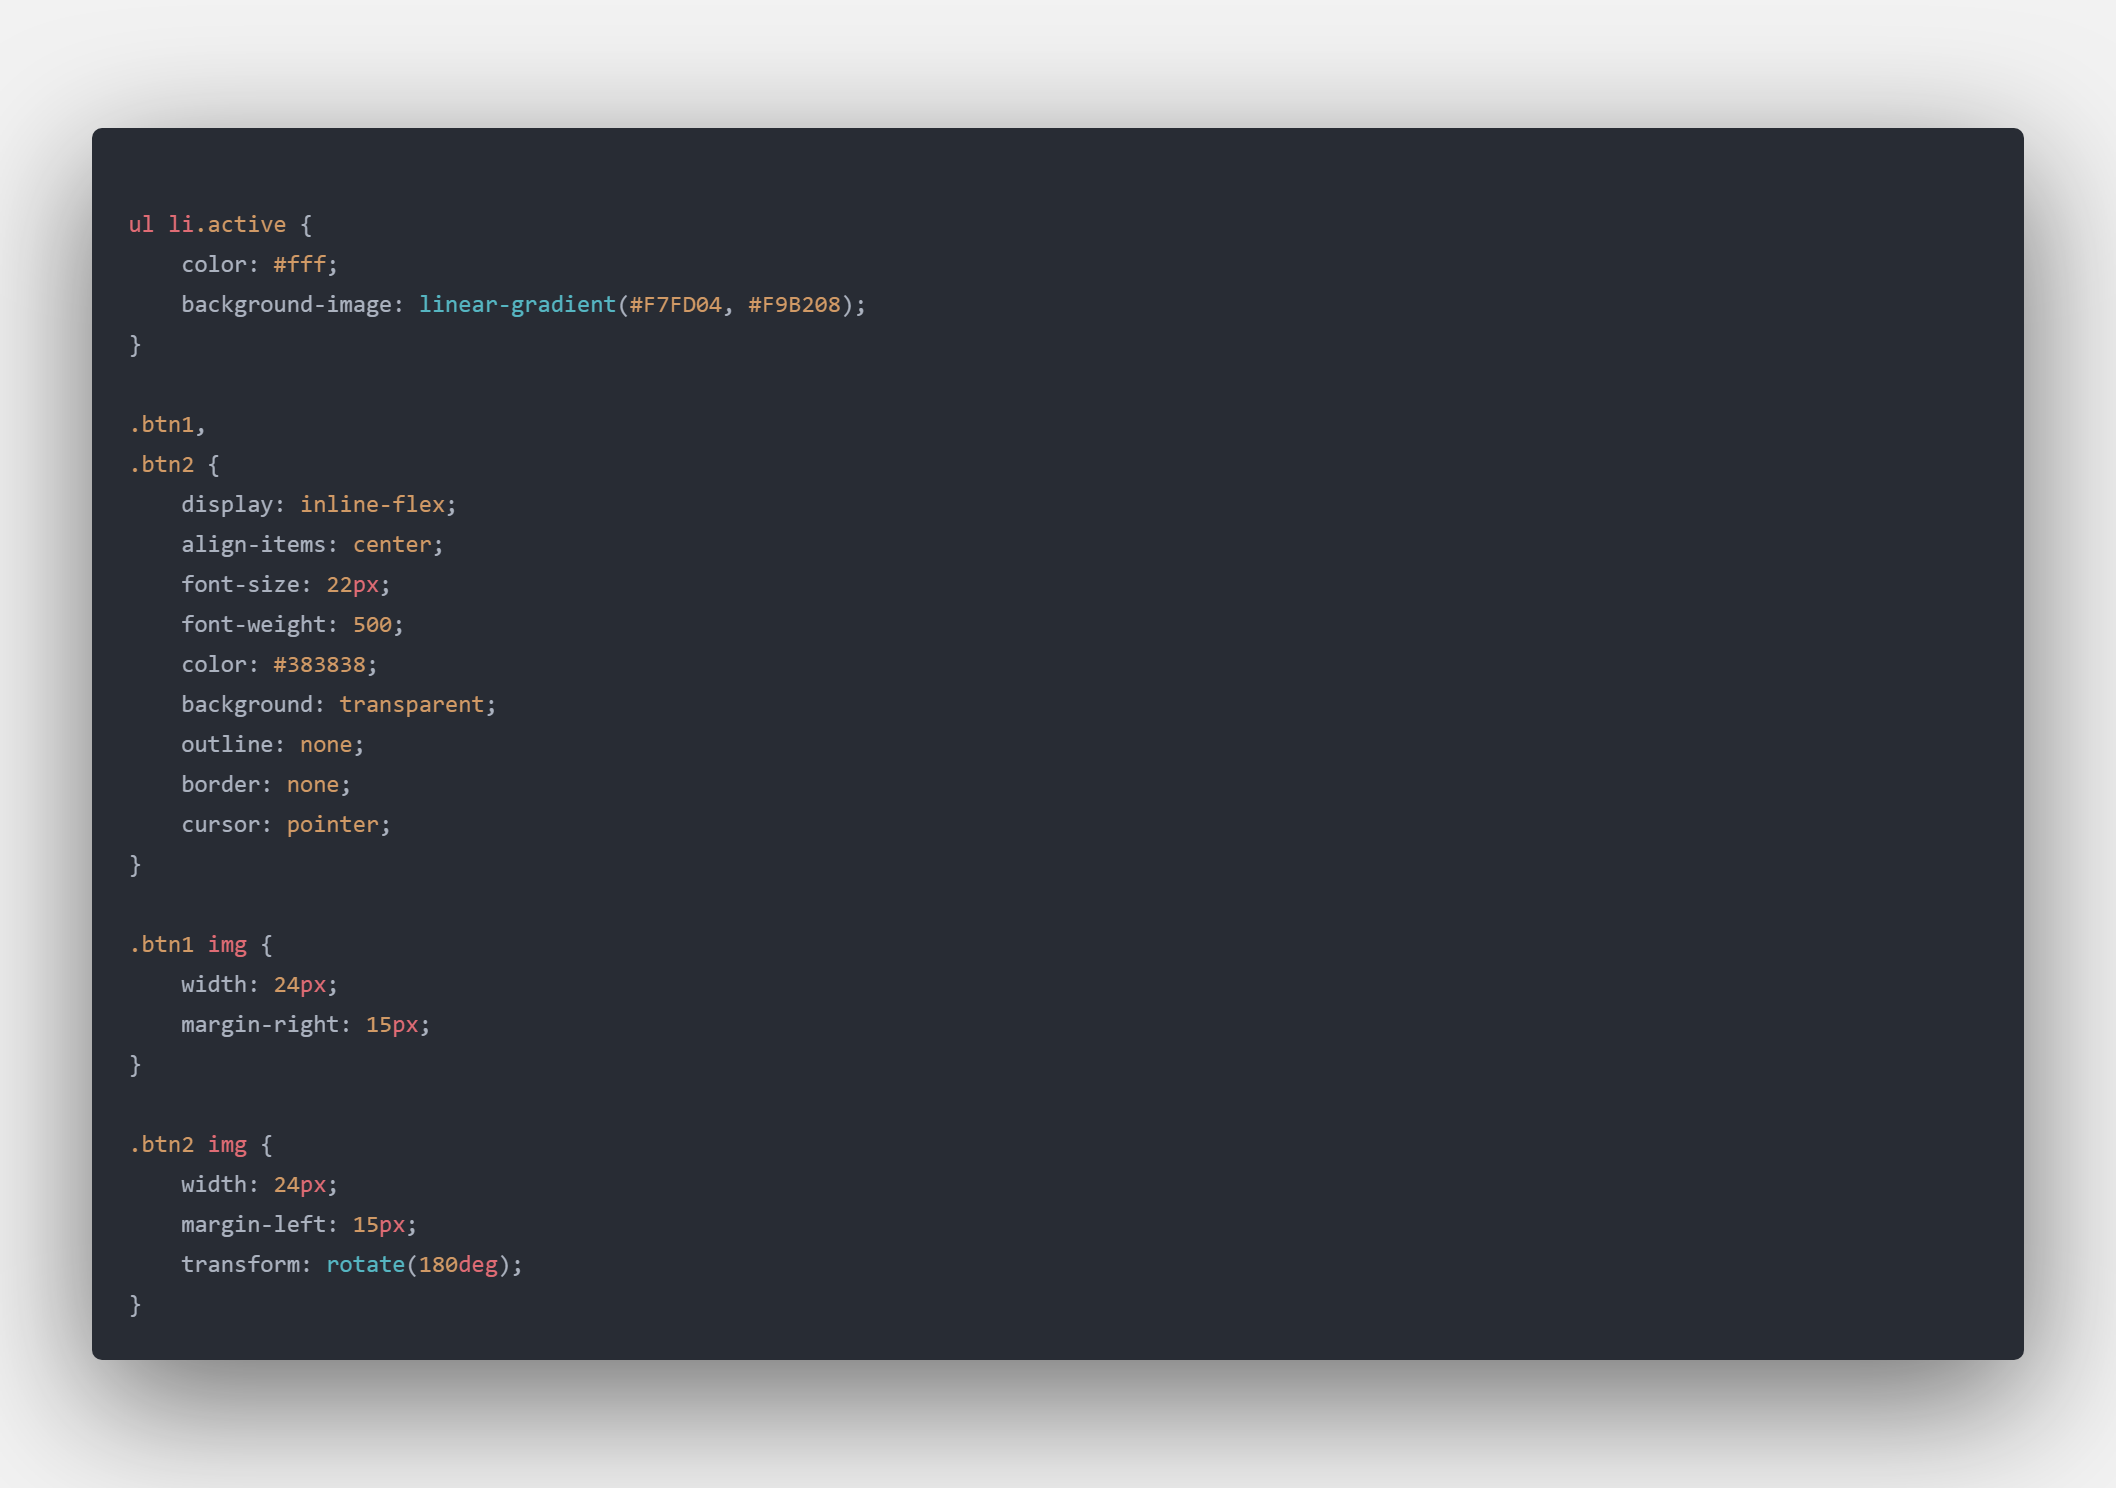 ul li.active {
    color: #fff;
    background-image: linear-gradient(#F7FD04, #F9B208);
}

.btn1,
.btn2 {
    display: inline-flex;
    align-items: center;
    font-size: 22px;
    font-weight: 500;
    color: #383838;
    background: transparent;
    outline: none;
    border: none;
    cursor: pointer;
}

.btn1 img {
    width: 24px;
    margin-right: 15px;
}

.btn2 img {
    width: 24px;
    margin-left: 15px;
    transform: rotate(180deg);
}